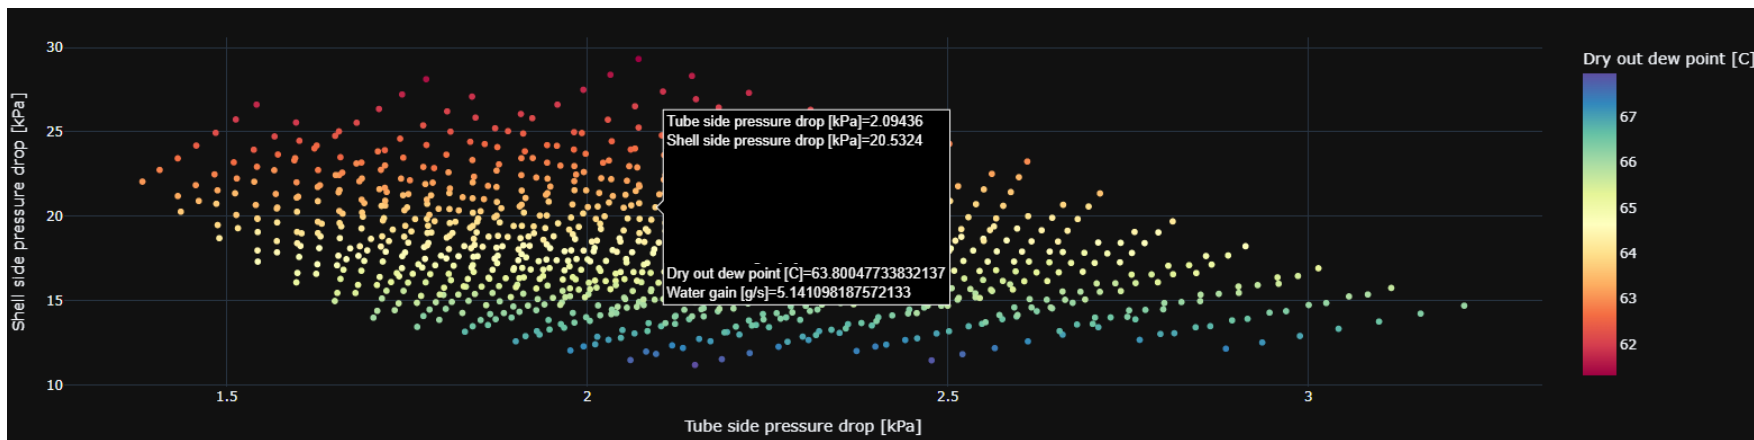 Dry out dew point [C]
30
25
20
15
10
Shell side pressure drop [kPa]
Tube side pressure drop [kPa]=2.09436
Shell side pressure drop [kPa]=20.5324
Dry out dew point [C]=63.80047733832137
Water gain [g/s]=5.141098187572133
67
66
65
64
63
62
1.5
2
2.5
3
Tube side pressure drop [kPa]